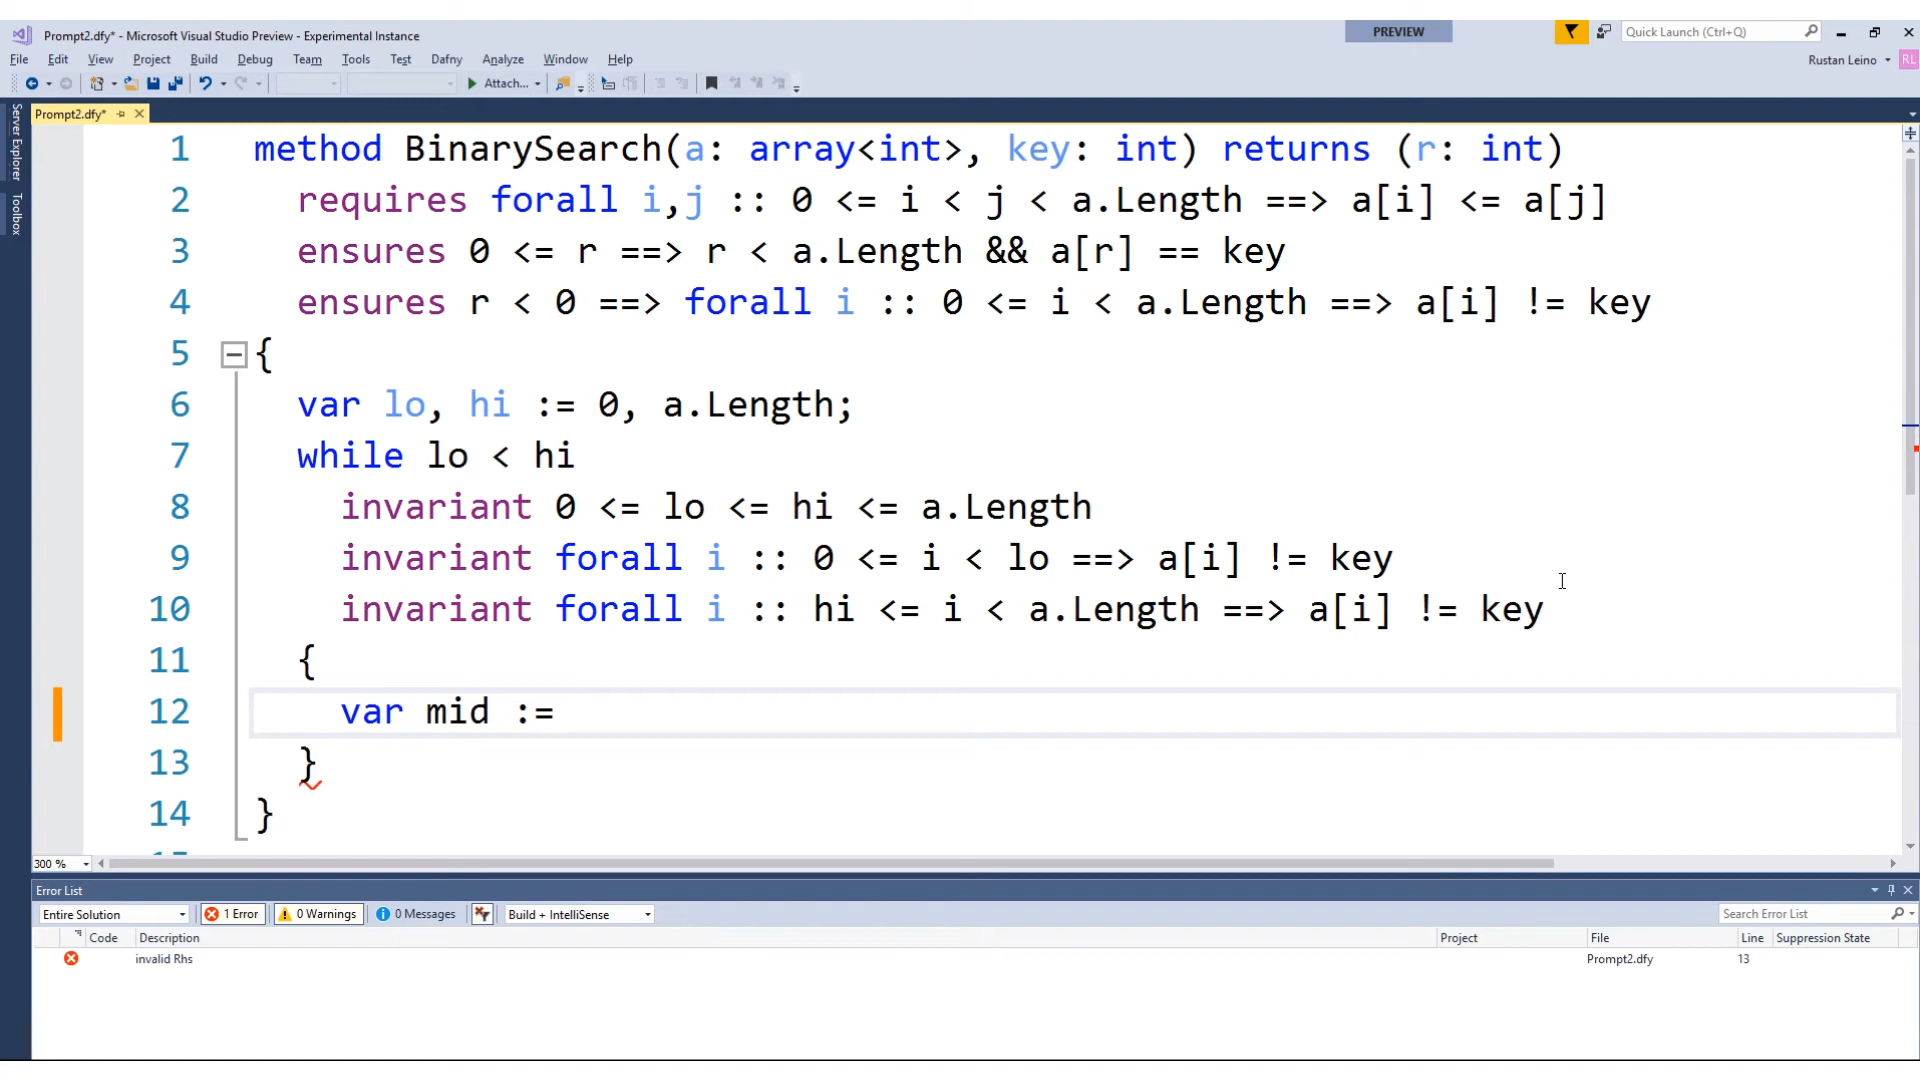 Prompt2.dfy* - Microsoft Visual Studio Preview - Experimental Instance
PREVIEW
Quick Launch (Ctrl+Q)
File Edit View Project Build Debug Team Tools Test Dafny Analyze Window Help
Rustan Leino
RL
Attach...
Prompt2.dfy*
Server Explorer
Toolbox
1 method BinarySearch(a: array<int>, key: int) returns (r: int)
2 requires forall i,j :: 0 <= i < j < a.Length ==> a[i] <= a[j]
3 ensures 0 <= r ==> r < a.Length && a[r] == key
4 ensures r < 0 ==> forall i :: 0 <= i < a.Length ==> a[i] != key
5 {
6 var lo, hi := 0, a.Length;
7 while lo < hi
8 invariant 0 <= lo <= hi <= a.Length
9 invariant forall i :: 0 <= i < lo ==> a[i] != key
10 invariant forall i :: hi <= i < a.Length ==> a[i] != key
11 {
12 var mid :=
13 }
14 }
300 %
Error List
Entire Solution 1 Error 0 Warnings 0 Messages Build + IntelliSense Search Error List
Code Description Project File Line Suppression State
invalid Rhs Prompt2.dfy 13